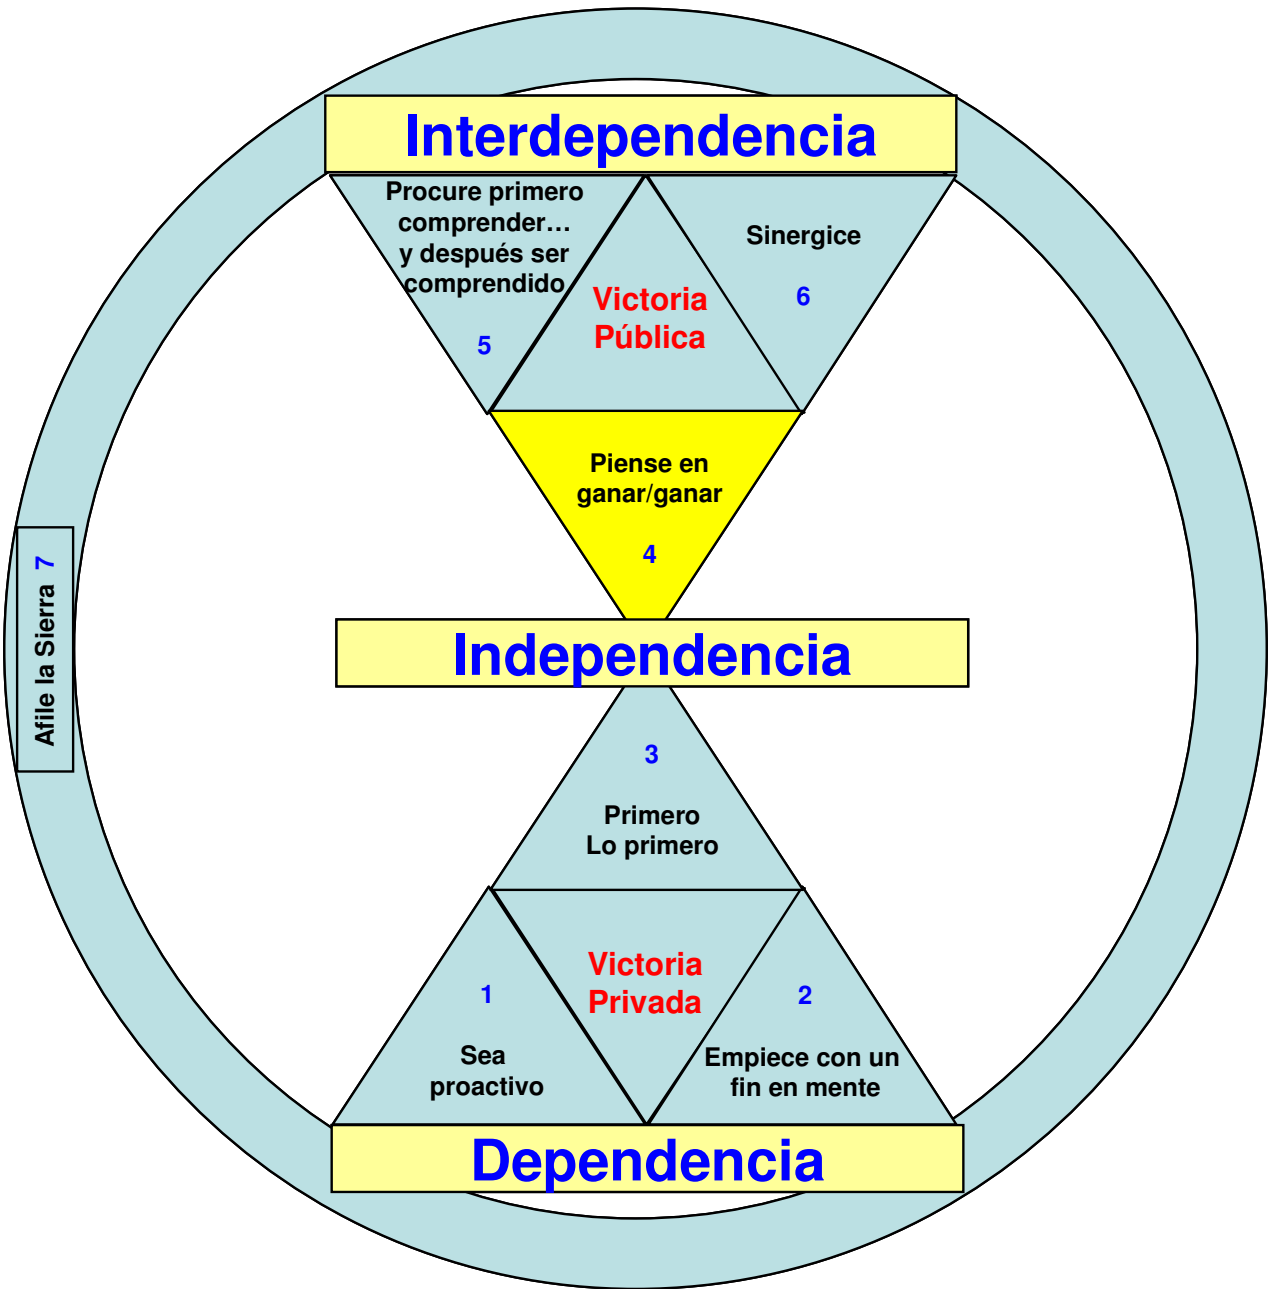 Interdependencia
Procure primero
comprender…
y después ser
comprendido
5
Victoria
Pública
Sinergice
6
Piense en
ganar/ganar
4
Afile la Sierra 7
Independencia
3
Primero
Lo primero
Victoria
Privada
1
Sea
proactivo
2
Empiece con un
fin en mente
Dependencia